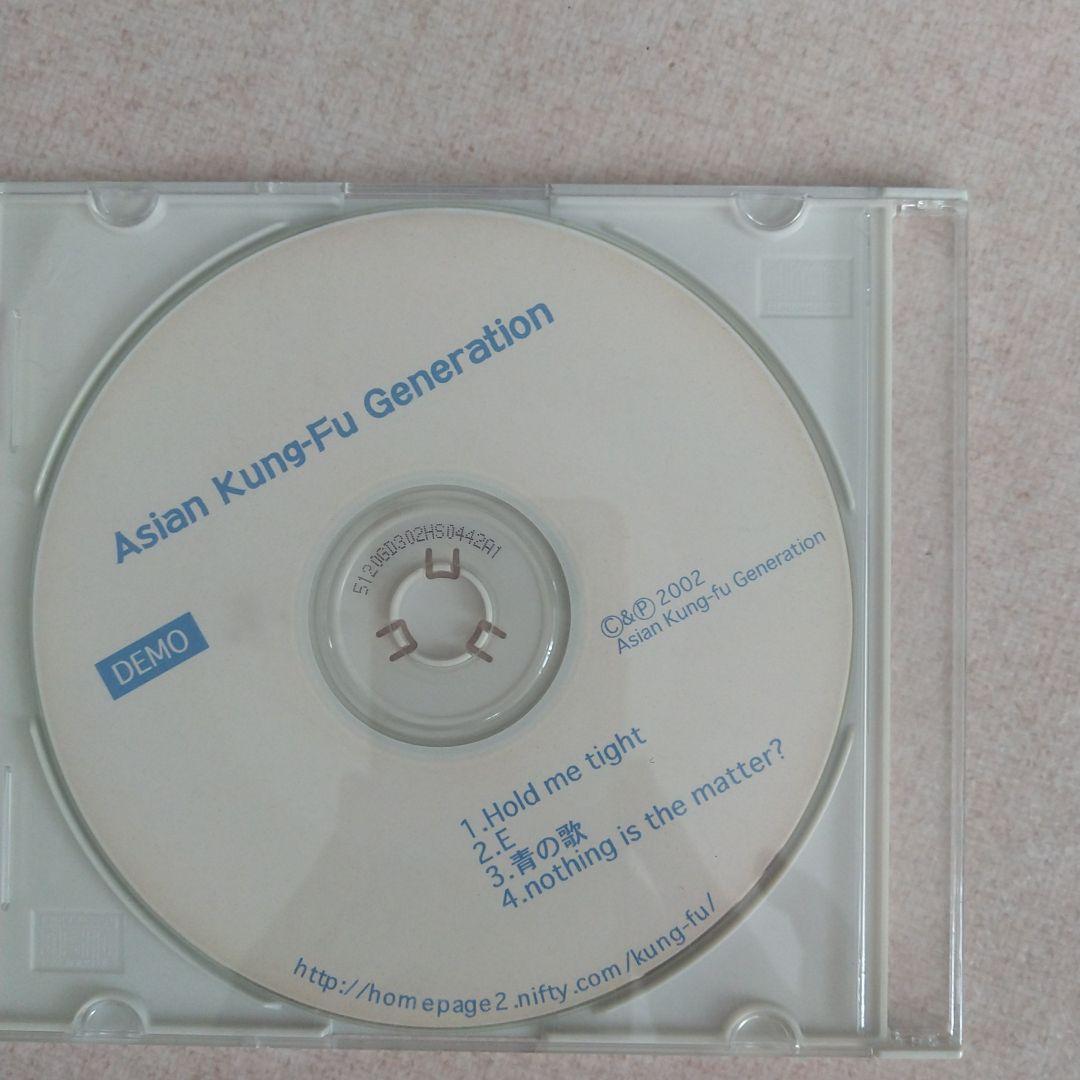 Asian Kung-Fu Generation
5120GD302HS0442A1
DEMO
Ⓒ&Ⓟ 2002
Asian Kung-fu Generation
1.Hold me tight
2.E
3.青の歌
4.nothing is the matter?
http://homepage2.nifty.com/kung-fu/